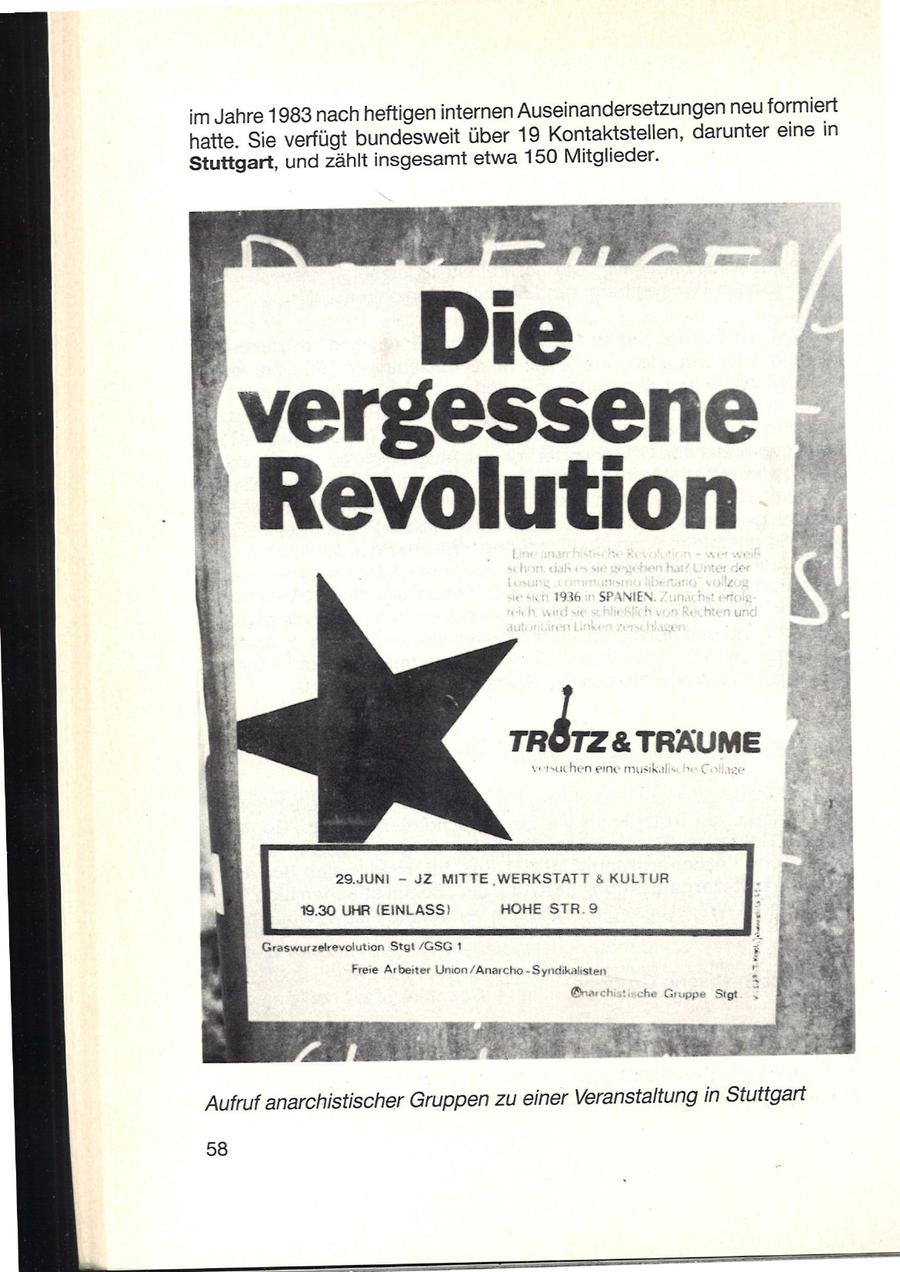 im Jahre 1983 nach heftigen internen Auseinandersetzungen neu formiert
hatte. Sie verfügt bundesweit über 19 Kontaktstellen, darunter eine in
Stuttgart, und zählt insgesamt etwa 150 Mitglieder.
Die
vergessene
Revolution
Eine anarchistische Revolution – wer weiß
schon, daß es sie gegeben hat? Unter der
Losung „communismo libertario" vollzog
sie sich 1936 in SPANIEN. Zunächst erfolg-
reich, wird sie schließlich von Rechten und
autoritären Linken zerschlagen.
TROTZ & TRÄUME
versuchen eine musikalische Collage
29.JUNI – JZ MITTE, WERKSTATT & KULTUR
19.30 UHR (EINLASS) HOHE STR. 9
Graswurzelrevolution Stgt /GSG 1
Freie Arbeiter Union/Anarcho-Syndikalisten
Anarchistische Gruppe Stgt.
Aufruf anarchistischer Gruppen zu einer Veranstaltung in Stuttgart
58